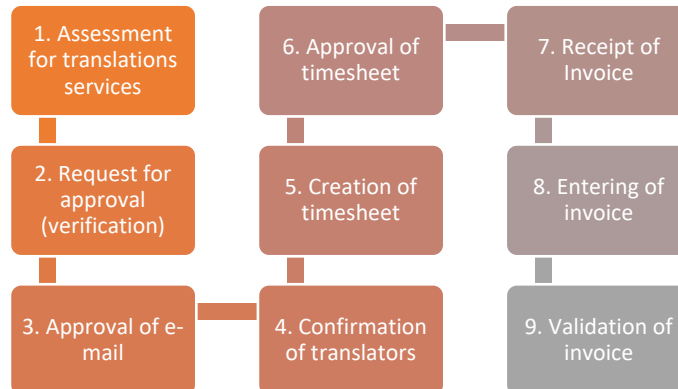 1. Assessment
for translations
services
2. Request for
approval
(verification)
3. Approval of e-
mail
4. Confirmation
of translators
5. Creation of
timesheet
6. Approval of
timesheet
7. Receipt of
Invoice
8. Entering of
invoice
9. Validation of
invoice